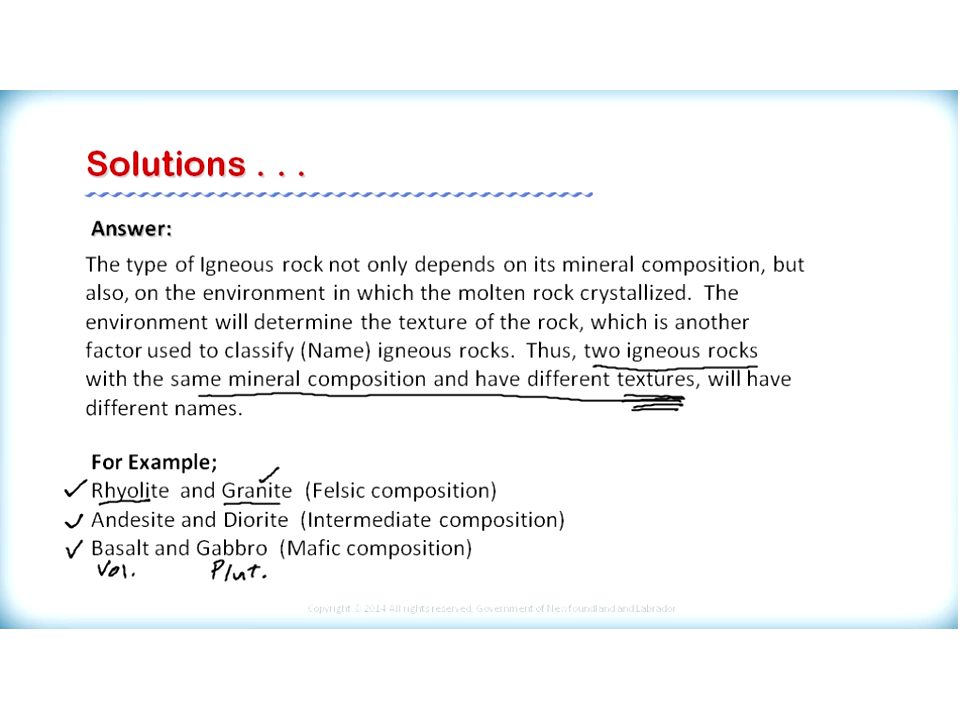 Solutions . . .
Answer:
The type of Igneous rock not only depends on its mineral composition, but
also, on the environment in which the molten rock crystallized. The
environment will determine the texture of the rock, which is another
factor used to classify (Name) igneous rocks. Thus, two igneous rocks
with the same mineral composition and have different textures, will have
different names.
For Example;
Rhyolite and Granite (Felsic composition)
Andesite and Diorite (Intermediate composition)
Basalt and Gabbro (Mafic composition)
Vol. Plut.
Copyright © 2014 All rights reserved, Government of Newfoundland and Labrador